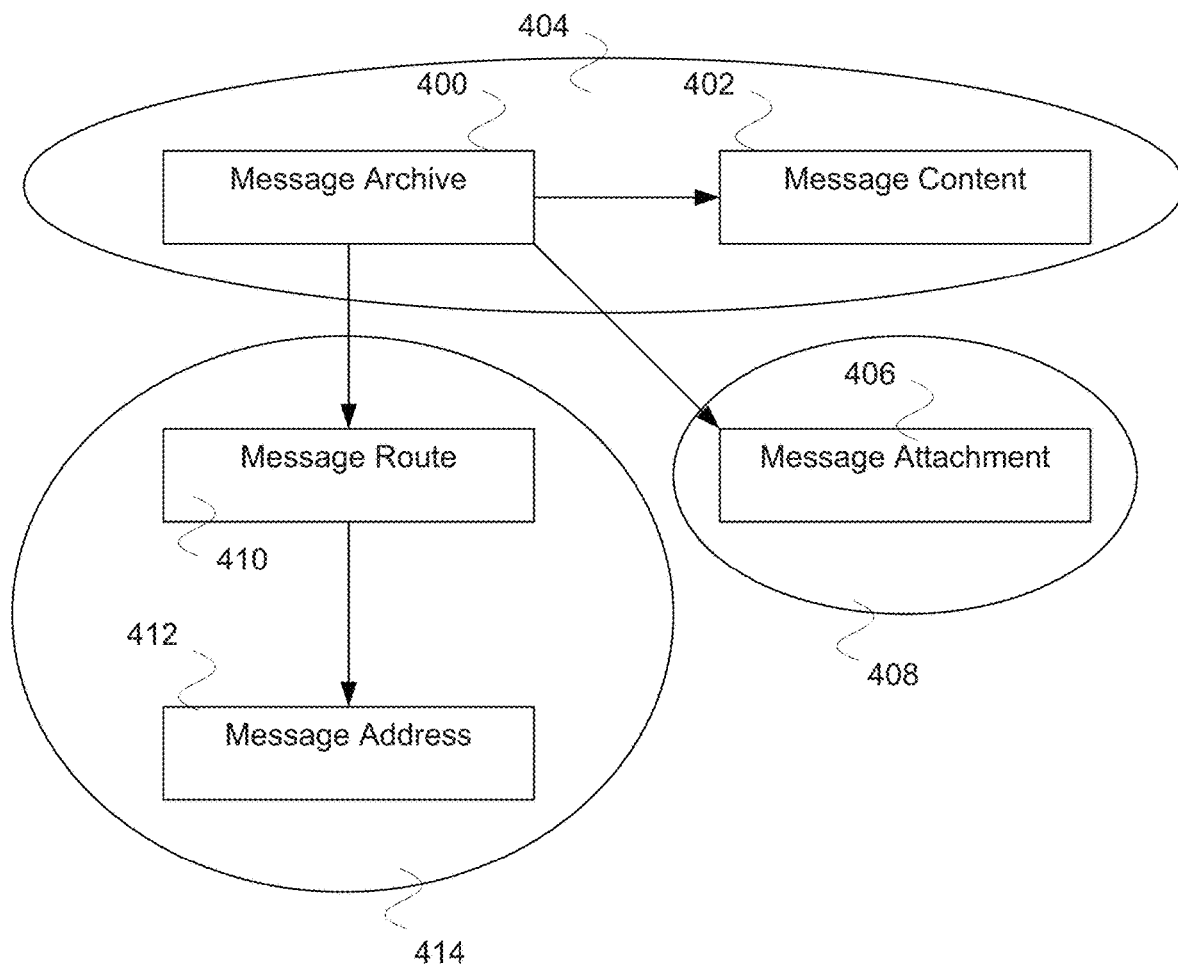 404
400
402
Message Archive
Message Content
406
Message Route
Message Attachment
410
412
408
Message Address
414